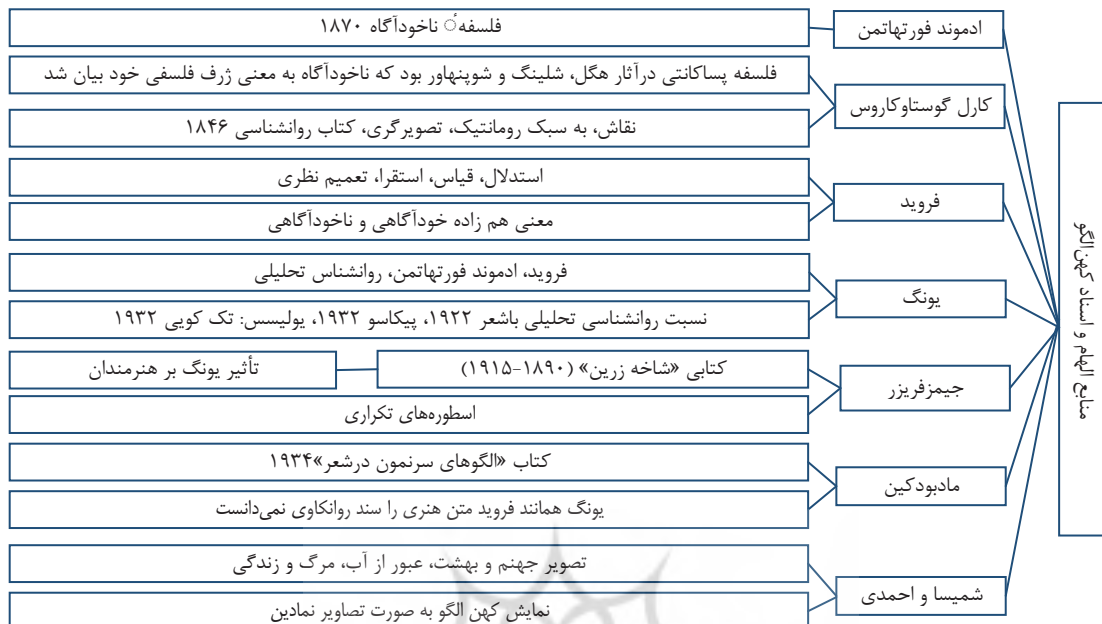 منابع الهام و اسناد کهن‌الگو
ادموند فورتهاتمن
فلسفهٔ ناخودآگاه ۱۸۷۰
کارل گوستاوکاروس
فلسفه پساکانتی درآثار هگل، شلینگ و شوپنهاور بود که ناخودآگاه به معنی ژرف فلسفی خود بیان شد
نقاش، به سبک رومانتیک، تصویرگری، کتاب روانشناسی ۱۸۴۶
فروید
استدلال، قیاس، استقرا، تعمیم نظری
معنی هم زاده خودآگاهی و ناخودآگاهی
یونگ
فروید، ادموند فورتهاتمن، روانشناس تحلیلی
نسبت روانشناسی تحلیلی باشعر ۱۹۲۲، پیکاسو ۱۹۳۲، یولیسس: تک کویی ۱۹۳۲
جیمزفریزر
کتابی «شاخه زرین» (۱۸۹۰-۱۹۱۵)
تأثیر یونگ بر هنرمندان
اسطوره‌های تکراری
مادبودکین
کتاب «الگوهای سرنمون درشعر»۱۹۳۴
یونگ همانند فروید متن هنری را سند روانکاوی نمی‌دانست
شمیسا و احمدی
تصویر جهنم و بهشت، عبور از آب، مرگ و زندگی
نمایش کهن الگو به صورت تصاویر نمادین